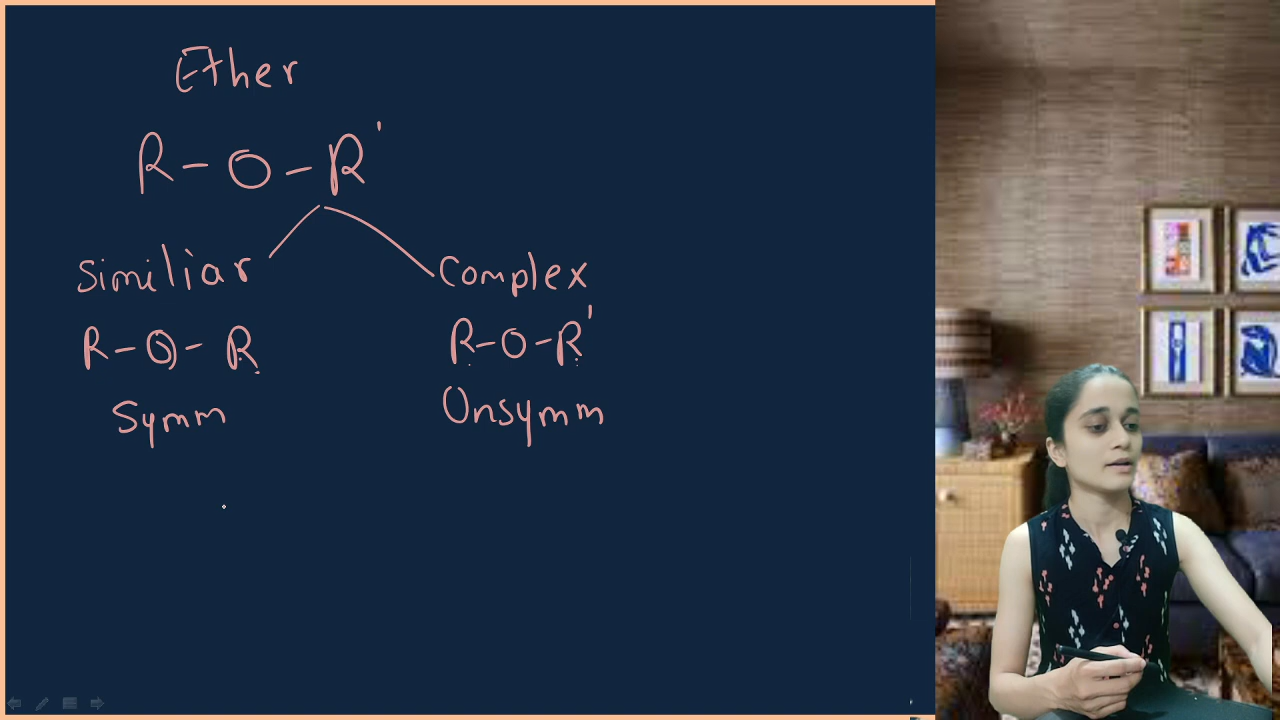 Ether
R - O - R'
Similiar Complex
R - O - R R - O - R'
Symm Unsymm